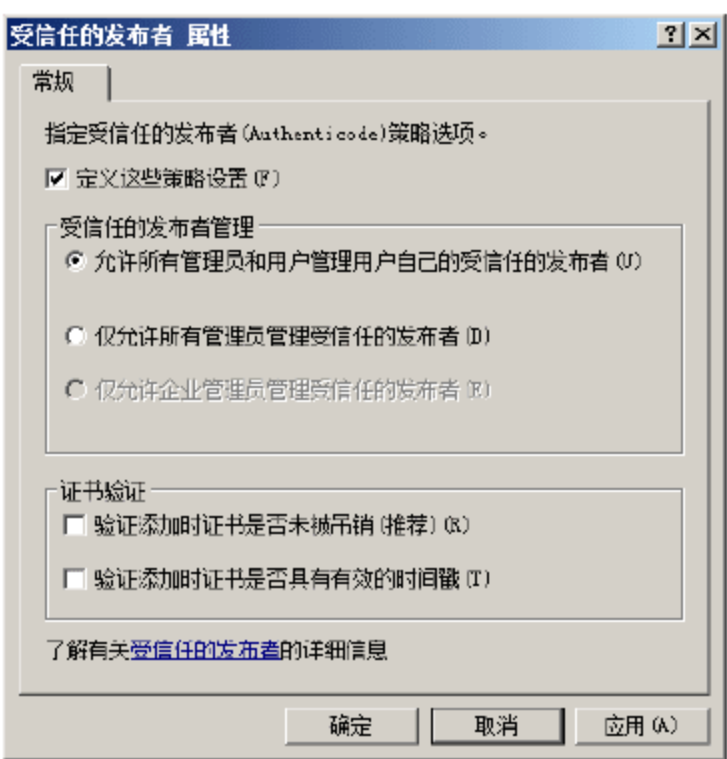 受信任的发布者 属性
常规
指定受信任的发布者(Authenticode)策略选项。
定义这些策略设置(F)
受信任的发布者管理
允许所有管理员和用户管理用户自己的受信任的发布者(U)
仅允许所有管理员管理受信任的发布者(D)
仅允许企业管理员管理受信任的发布者(E)
证书验证
验证添加时证书是否未被吊销(推荐)(R)
验证添加时证书是否具有有效的时间戳(T)
了解有关受信任的发布者的详细信息
确定 取消 应用(A)